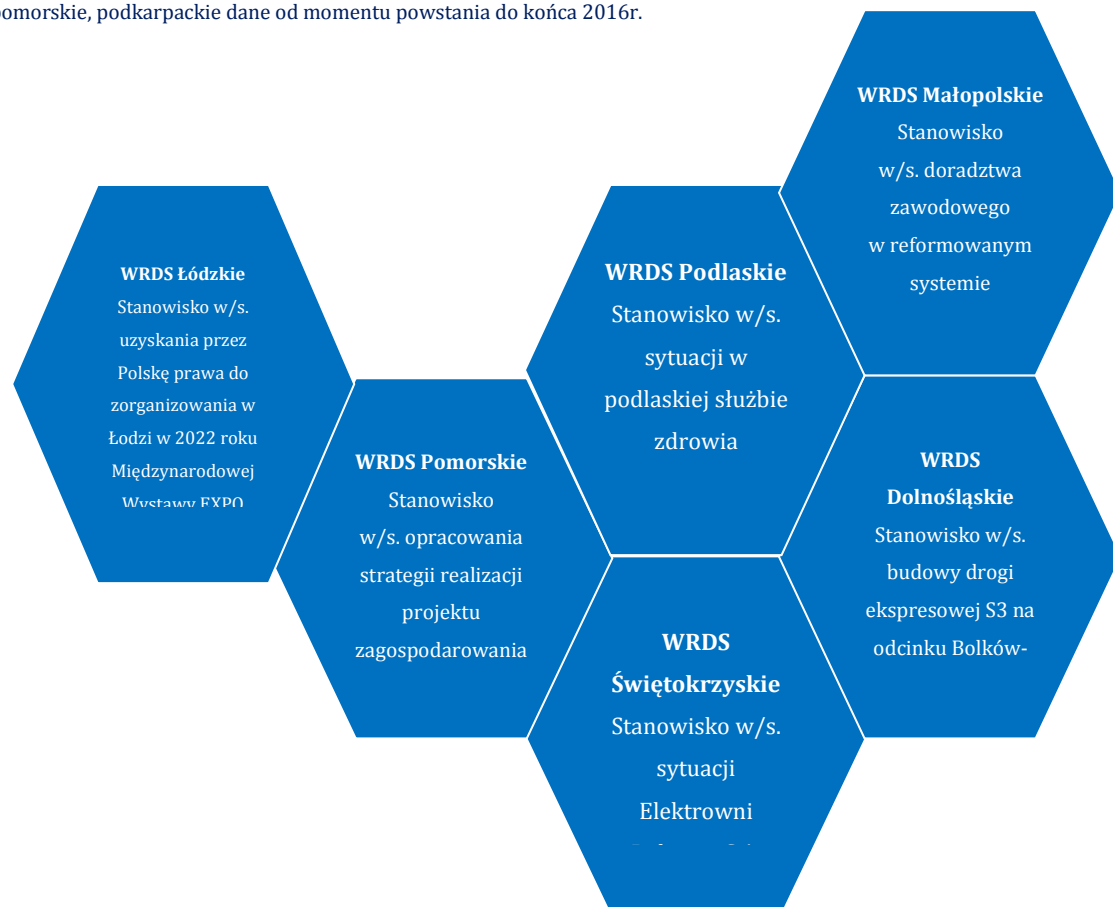 pomorskie, podkarpackie dane od momentu powstania do końca 2016r.
WRDS Małopolskie
Stanowisko
w/s. doradztwa
zawodowego
w reformowanym
systemie
WRDS Łódzkie
Stanowisko w/s.
uzyskania przez
Polskę prawa do
zorganizowania w
Łodzi w 2022 roku
Międzynarodowej
Wystawy EXPO
WRDS Podlaskie
Stanowisko w/s.
sytuacji w
podlaskiej służbie
zdrowia
WRDS Pomorskie
Stanowisko
w/s. opracowania
strategii realizacji
projektu
zagospodarowania
WRDS
Dolnośląskie
Stanowisko w/s.
budowy drogi
ekspresowej S3 na
odcinku Bolków-
WRDS
Świętokrzyskie
Stanowisko w/s.
sytuacji
Elektrowni